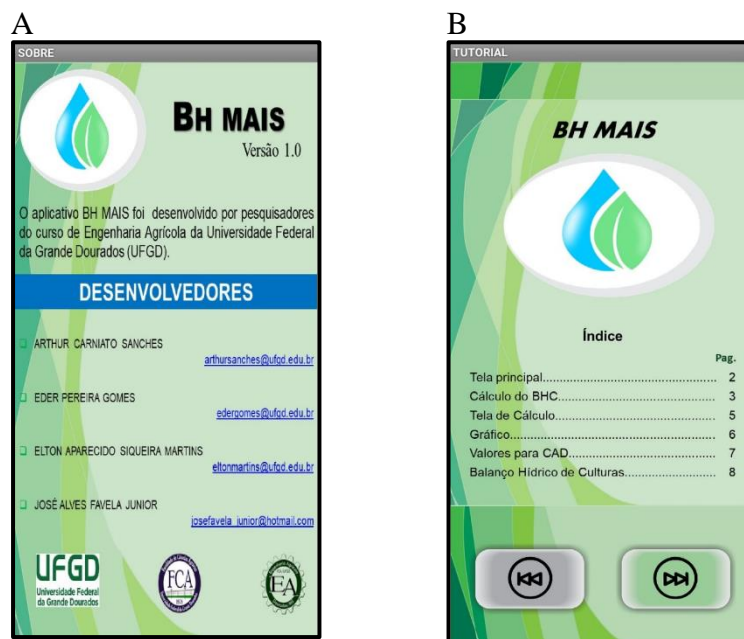 A
SOBRE
BH MAIS
Versão 1.0
O aplicativo BH MAIS foi desenvolvido por pesquisadores
do curso de Engenharia Agrícola da Universidade Federal
da Grande Dourados (UFGD).
DESENVOLVEDORES
ARTHUR CARNIATO SANCHES
arthursanches@ufgd.edu.br
EDER PEREIRA GOMES
edergomes@ufgd.edu.br
ELTON APARECIDO SIQUEIRA MARTINS
eltonmartins@ufgd.edu.br
JOSÉ ALVES FAVELA JUNIOR
josefavela_junior@hotmail.com
UFGD
Universidade Federal
da Grande Dourados
FCA
EA
B
TUTORIAL
BH MAIS
Índice
Pag.
Tela principal.................................................. 2
Cálculo do BHC.............................................. 3
Tela de Cálculo............................................... 5
Gráfico............................................................ 6
Valores para CAD........................................... 7
Balanço Hídrico de Culturas........................... 8